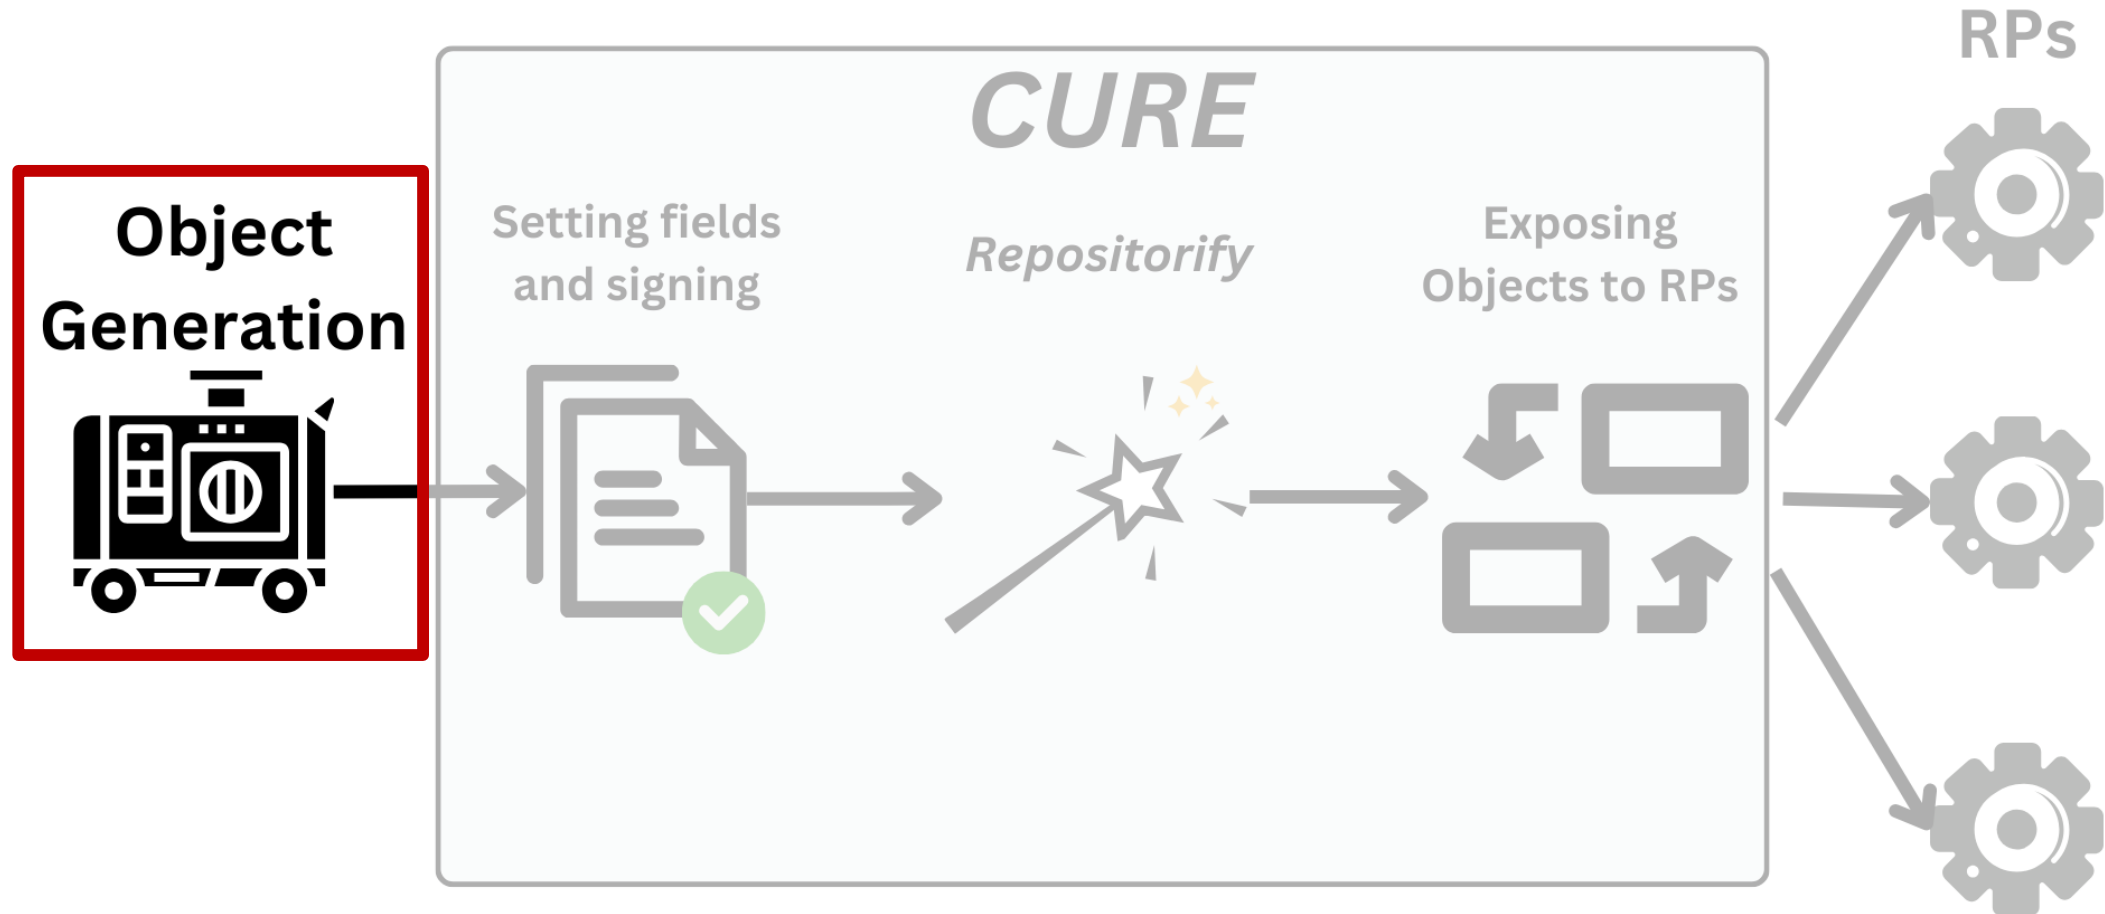 RPs
CURE
Object
Generation
Setting fields
and signing
Repositorify
Exposing
Objects to RPs